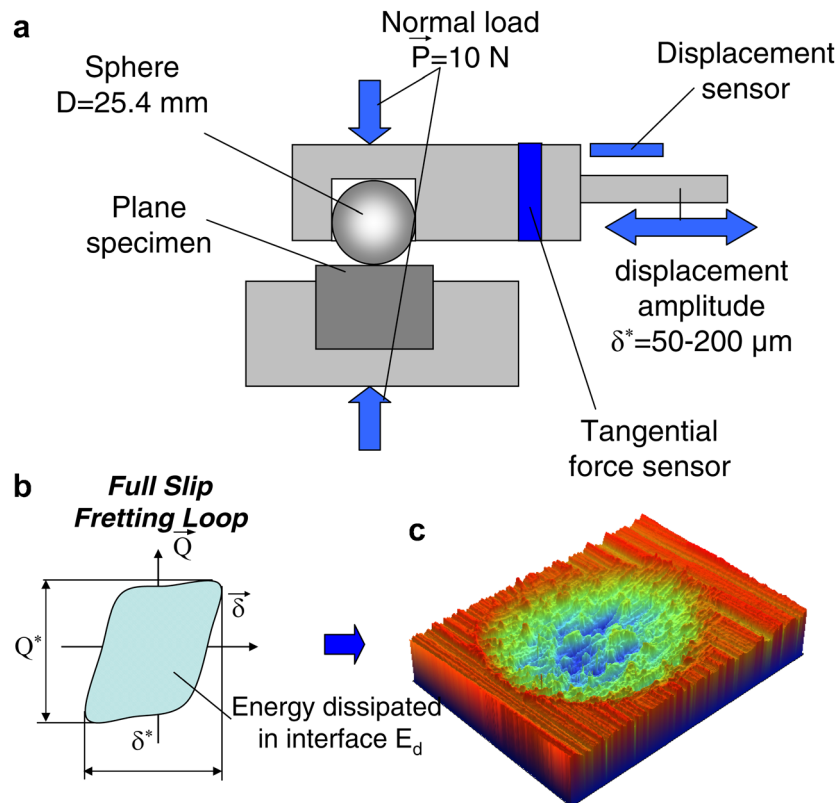 a
Normal load
P=10 N
Sphere
D=25.4 mm
Displacement
sensor
Plane
specimen
displacement
amplitude
δ*=50-200 µm
Tangential
force sensor
b
Full Slip
Fretting Loop
Q
δ
Q*
Energy dissipated
in interface Ed
δ*
c